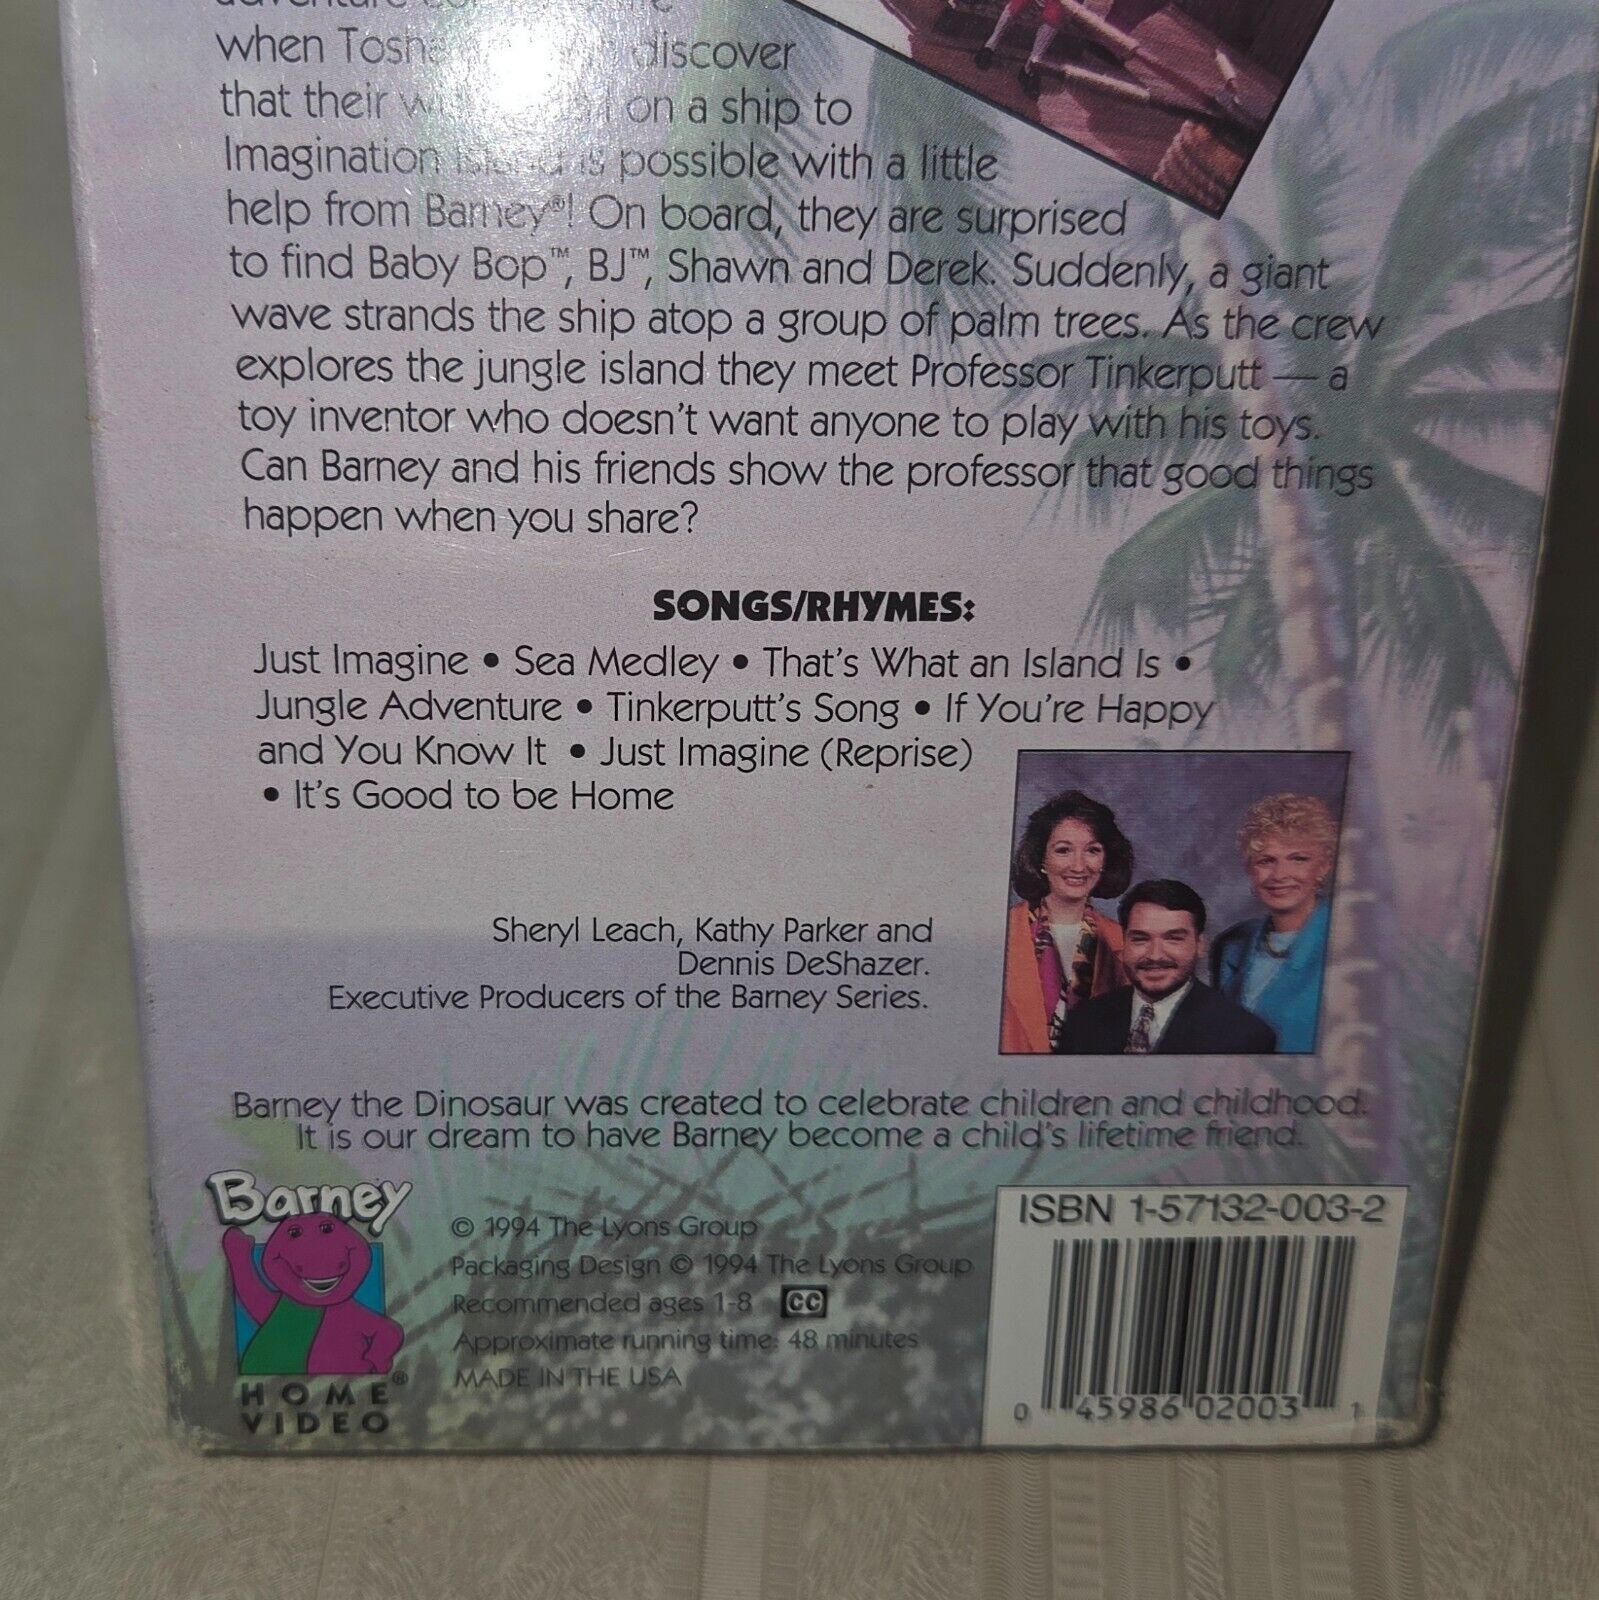 when discover
that their on a ship to
Imagination Island is possible with a little
help from Barney®! On board, they are surprised
to find Baby Bop™, BJ™, Shawn and Derek. Suddenly, a giant
wave strands the ship atop a group of palm trees. As the crew
explores the jungle island they meet Professor Tinkerputt — a
toy inventor who doesn't want anyone to play with his toys.
Can Barney and his friends show the professor that good things
happen when you share?
SONGS/RHYMES:
Just Imagine • Sea Medley • That's What an Island Is •
Jungle Adventure • Tinkerputt's Song • If You're Happy
and You Know It • Just Imagine (Reprise)
• It's Good to be Home
Sheryl Leach, Kathy Parker and
Dennis DeShazer.
Executive Producers of the Barney Series.
Barney the Dinosaur was created to celebrate children and childhood.
It is our dream to have Barney become a child's lifetime friend.
Barney
HOME®
VIDEO
© 1994 The Lyons Group
Packaging Design © 1994 The Lyons Group
Recommended ages 1-8 CC
Approximate running time: 48 minutes
MADE IN THE USA
ISBN 1-57132-003-2
0 45986 02003 1